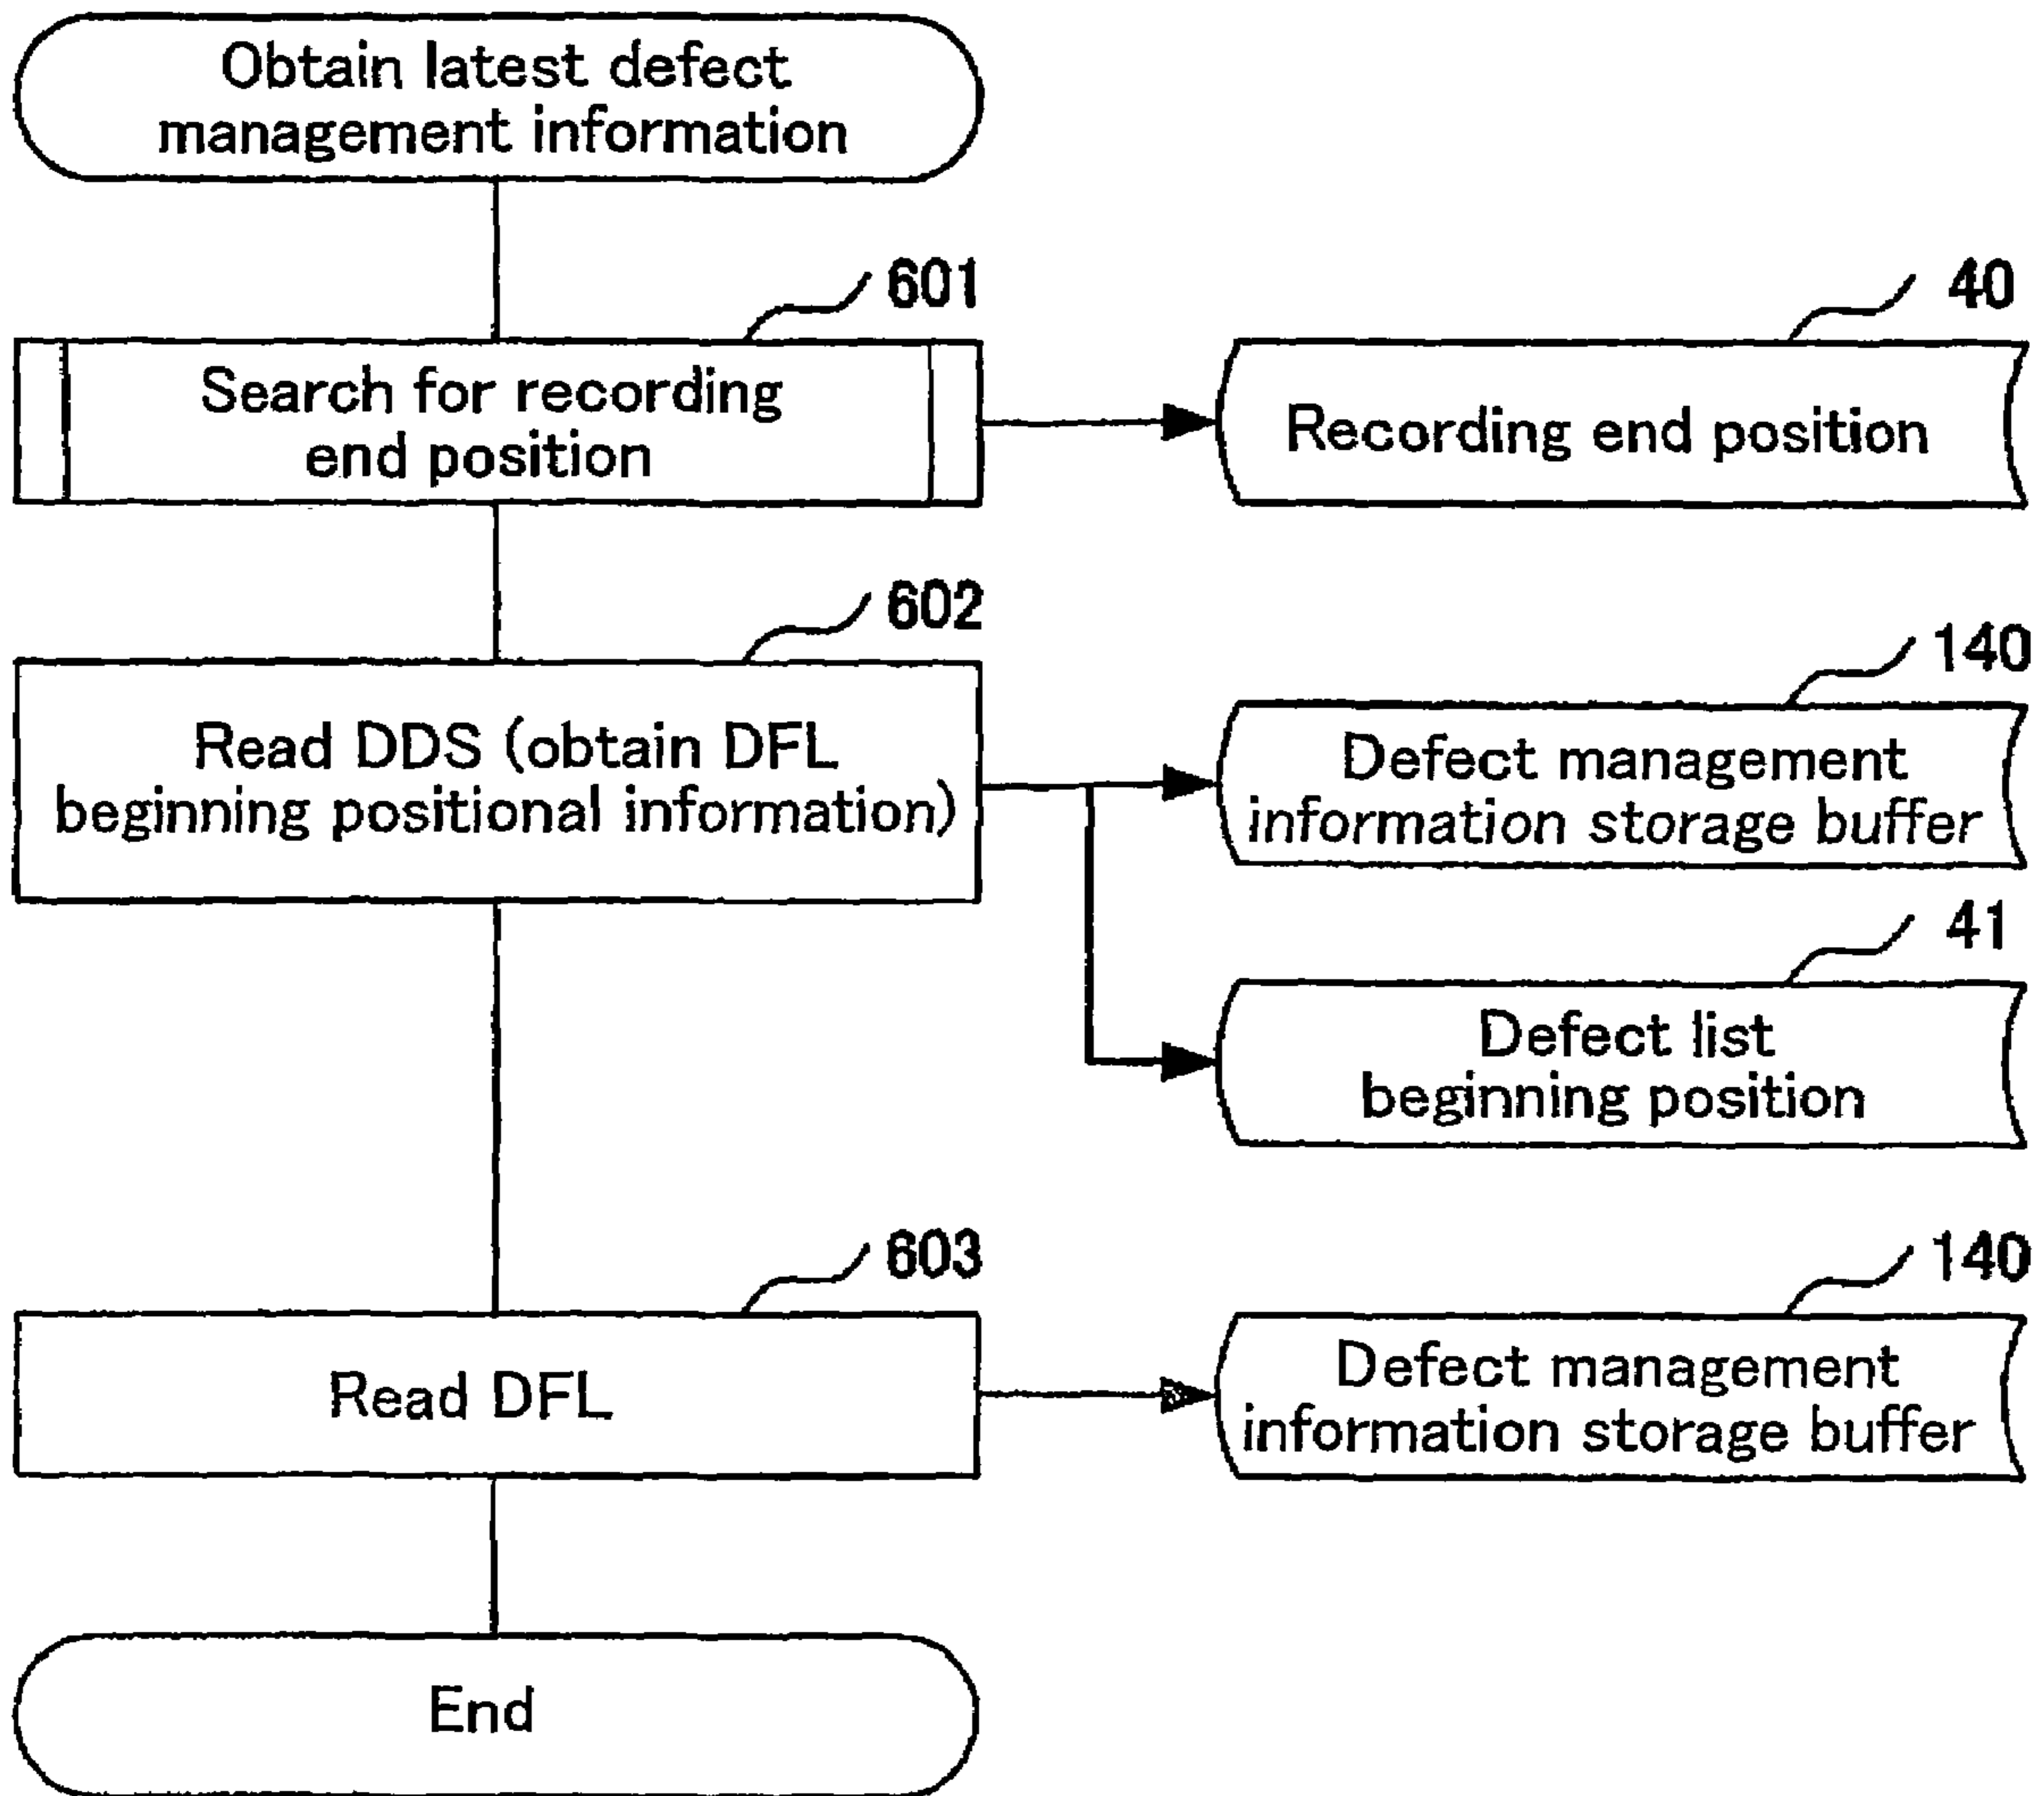 Obtain latest defect
management information
601
Search for recording
end position
40
Recording end position
602
Read DDS (obtain DFL
beginning positional information)
140
Defect management
information storage buffer
41
Defect list
beginning position
603
Read DFL
140
Defect management
information storage buffer
End